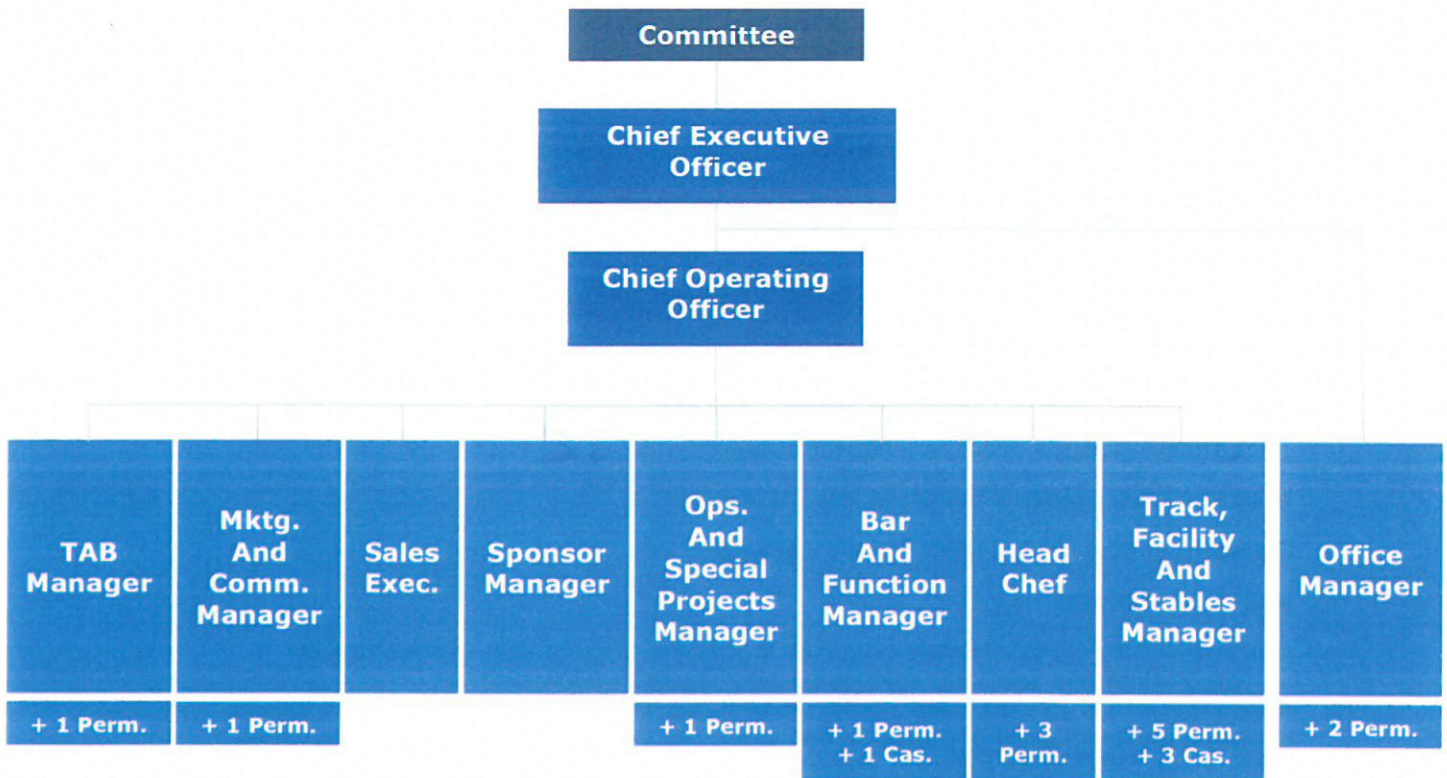 Committee
Chief Executive
Officer
Chief Operating
Officer
TAB
Manager
Mktg.
And
Comm.
Manager
Sales
Exec.
Sponsor
Manager
Ops.
And
Special
Projects
Manager
Bar
And
Function
Manager
Head
Chef
Track,
Facility
And
Stables
Manager
Office
Manager
+ 1 Perm.
+ 1 Perm.
+ 1 Perm.
+ 1 Perm.
+ 1 Cas.
+ 3
Perm.
+ 5 Perm.
+ 3 Cas.
+ 2 Perm.